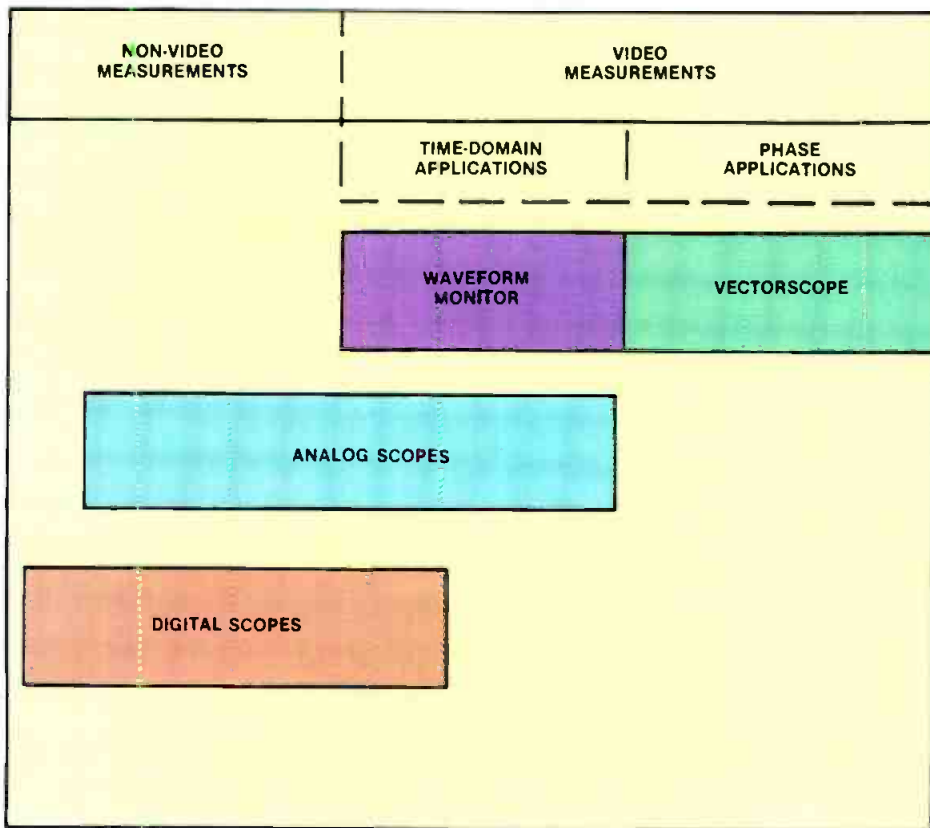 NON-VIDEO
MEASUREMENTS
VIDEO
MEASUREMENTS
TIME-DOMAIN
APPLICATIONS
PHASE
APPLICATIONS
WAVEFORM
MONITOR
VECTORSCOPE
ANALOG SCOPES
DIGITAL SCOPES